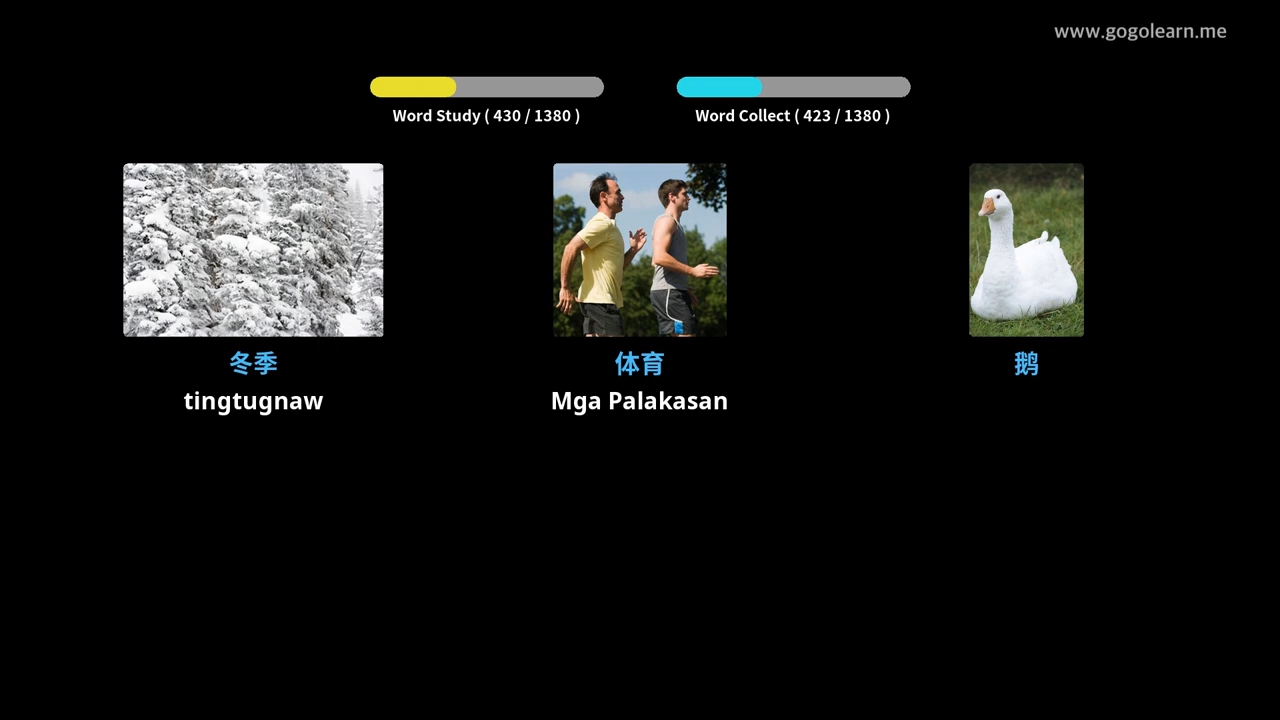 www.gogolearn.me
Word Study ( 430 / 1380 )
Word Collect ( 423 / 1380 )
冬季
tingtugnaw
体育
Mga Palakasan
鹅